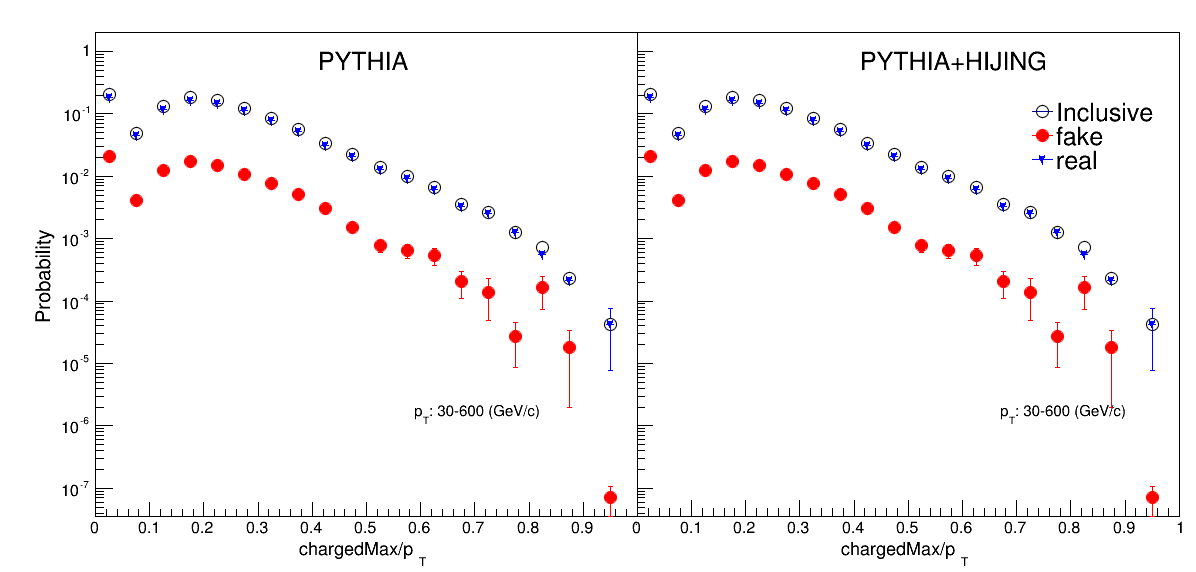 PYTHIA
PYTHIA+HIJING
Inclusive
fake
real
Probability
1
10^-1
10^-2
10^-3
10^-4
10^-5
10^-6
10^-7
p_T: 30-600 (GeV/c)
p_T: 30-600 (GeV/c)
0 0.1 0.2 0.3 0.4 0.5 0.6 0.7 0.8 0.9
0 0.1 0.2 0.3 0.4 0.5 0.6 0.7 0.8 0.9 1
chargedMax/p_T
chargedMax/p_T